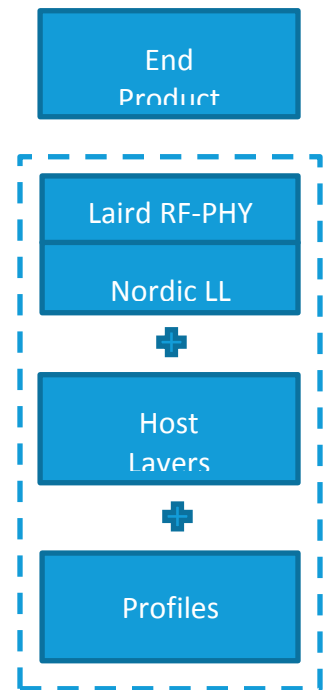 End
Product
Laird RF-PHY
Nordic LL
Host
Layers
Profiles